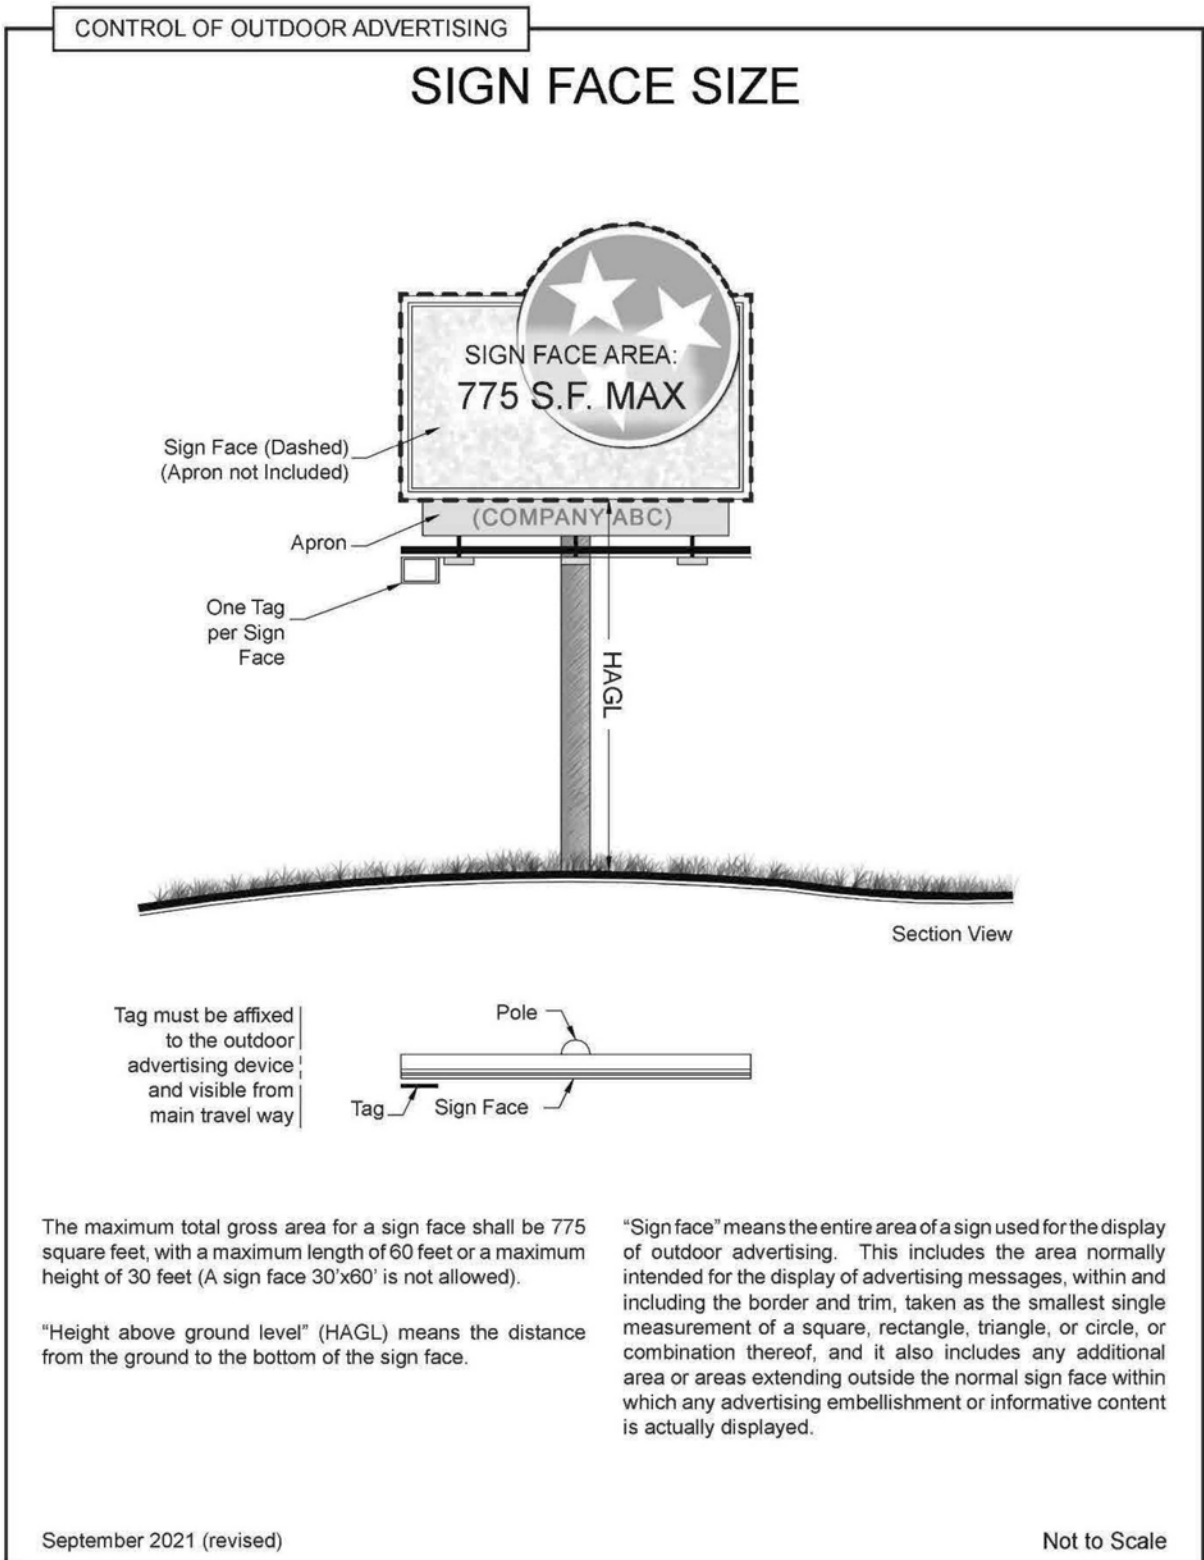 CONTROL OF OUTDOOR ADVERTISING
SIGN FACE SIZE
SIGN FACE AREA:
775 S.F. MAX
Sign Face (Dashed)
(Apron not Included)
(COMPANY ABC)
Apron
One Tag
per Sign
Face
HAGL
Section View
Tag must be affixed
to the outdoor
advertising device
and visible from
main travel way
Pole
Tag
Sign Face
The maximum total gross area for a sign face shall be 775
square feet, with a maximum length of 60 feet or a maximum
height of 30 feet (A sign face 30’x60’ is not allowed).
“Height above ground level” (HAGL) means the distance
from the ground to the bottom of the sign face.
“Sign face” means the entire area of a sign used for the display
of outdoor advertising. This includes the area normally
intended for the display of advertising messages, within and
including the border and trim, taken as the smallest single
measurement of a square, rectangle, triangle, or circle, or
combination thereof, and it also includes any additional
area or areas extending outside the normal sign face within
which any advertising embellishment or informative content
is actually displayed.
September 2021 (revised)
Not to Scale